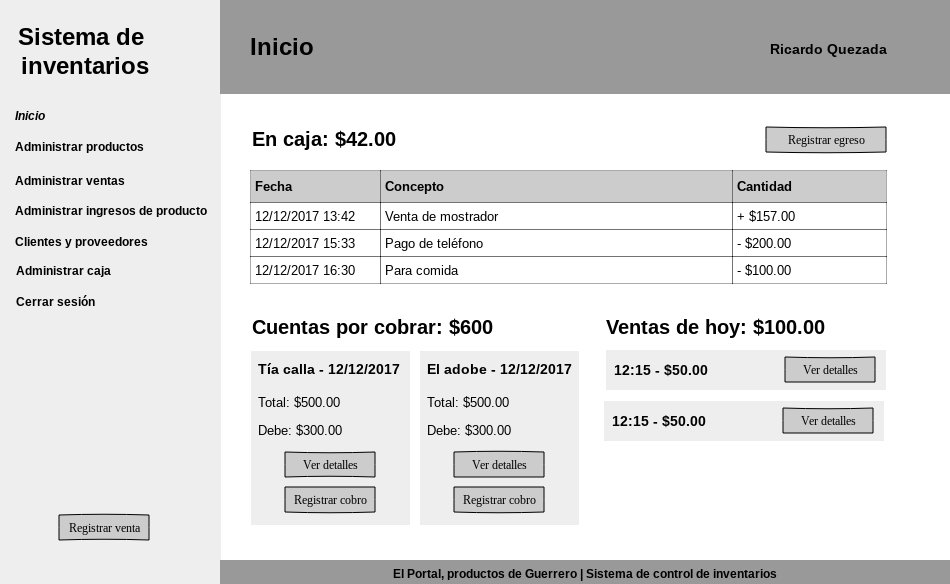 Sistema de
inventarios
Inicio
Administrar productos
Administrar ventas
Administrar ingresos de producto
Clientes y proveedores
Administrar caja
Cerrar sesión
Registrar venta
Inicio
Ricardo Quezada
En caja: $42.00
Registrar egreso
Fecha Concepto Cantidad
12/12/2017 13:42 Venta de mostrador + $157.00
12/12/2017 15:33 Pago de teléfono - $200.00
12/12/2017 16:30 Para comida - $100.00
Cuentas por cobrar: $600
Tía calla - 12/12/2017
Total: $500.00
Debe: $300.00
Ver detalles
Registrar cobro
El adobe - 12/12/2017
Total: $500.00
Debe: $300.00
Ver detalles
Registrar cobro
Ventas de hoy: $100.00
12:15 - $50.00 Ver detalles
12:15 - $50.00 Ver detalles
El Portal, productos de Guerrero | Sistema de control de inventarios